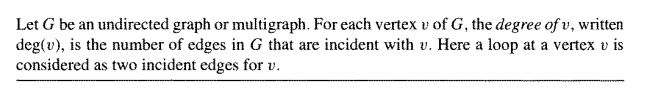 Let G be an undirected graph or multigraph. For each vertex v of G, the degree of v, written
deg(v), is the number of edges in G that are incident with v. Here a loop at a vertex v is
considered as two incident edges for v.